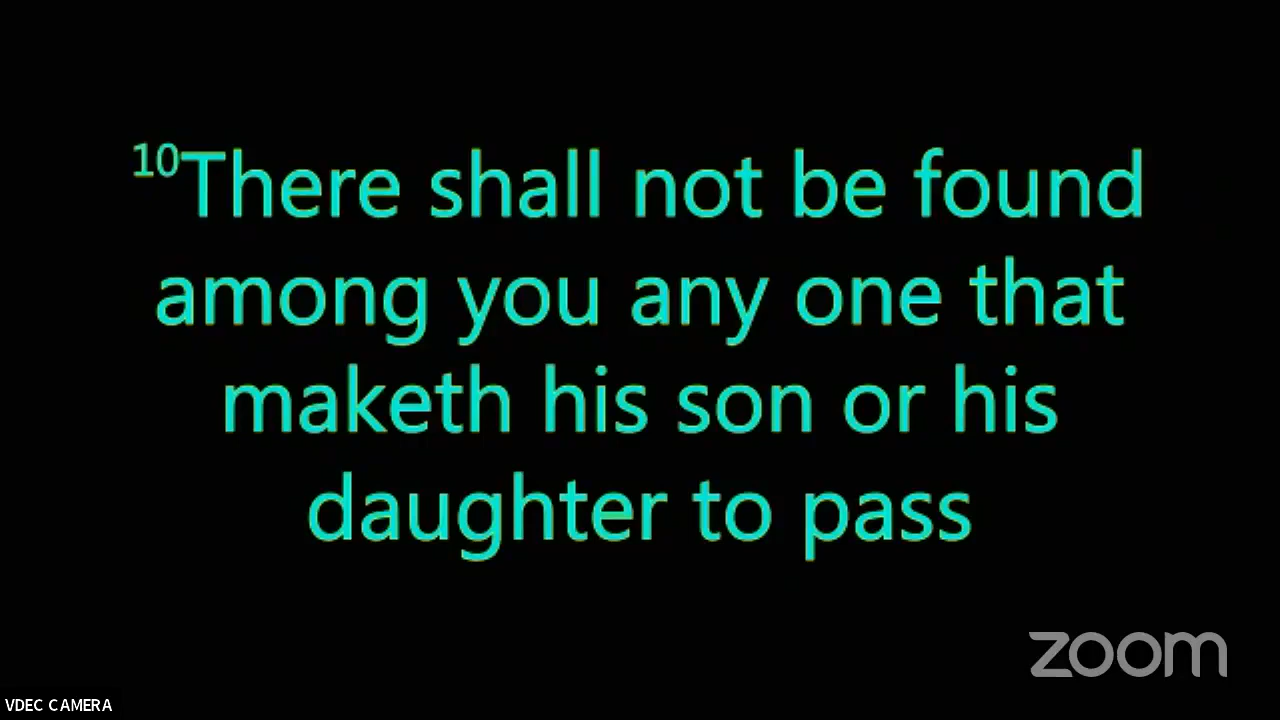 10There shall not be found
among you any one that
maketh his son or his
daughter to pass
zoom
VDEC CAMERA